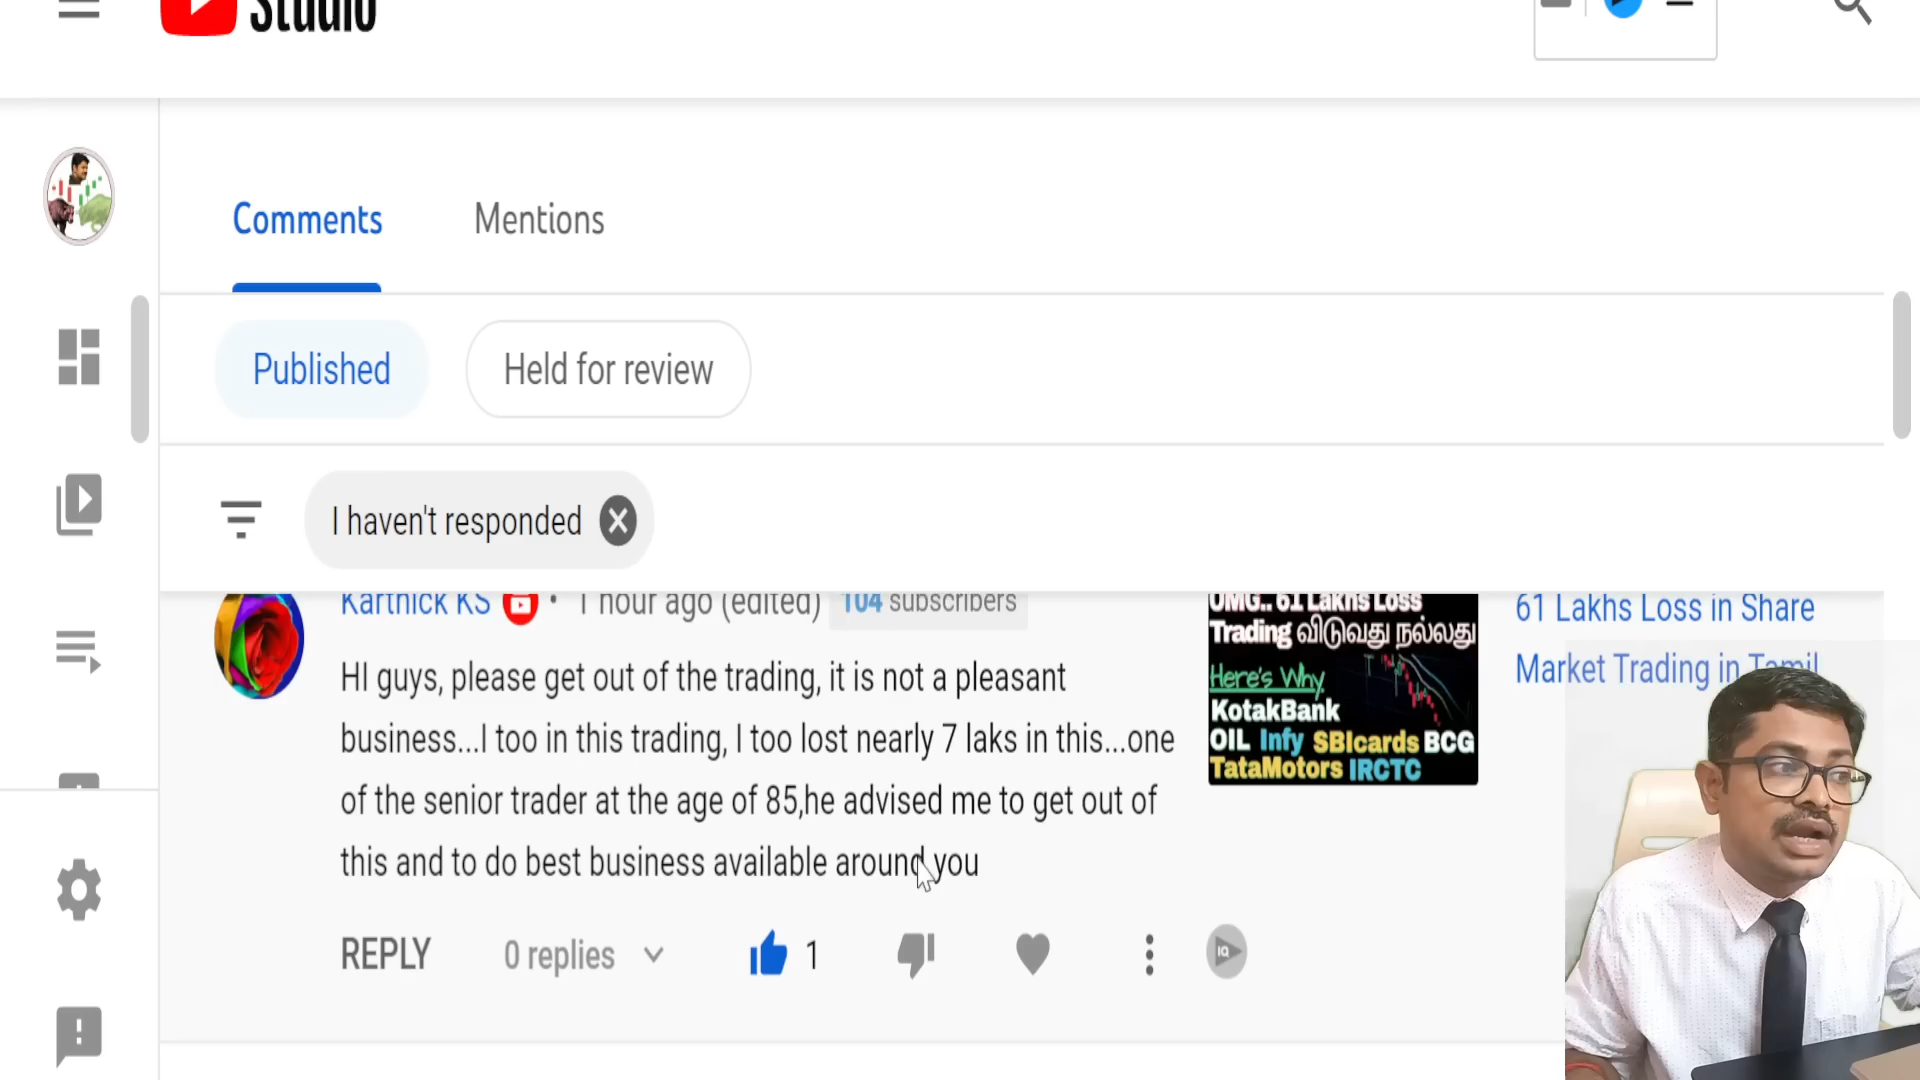 Studio
Comments
Mentions
Published
Held for review
I haven't responded
Karthick KS • 1 hour ago (edited) 104 subscribers
HI guys, please get out of the trading, it is not a pleasant
business...I too in this trading, I too lost nearly 7 laks in this...one
of the senior trader at the age of 85,he advised me to get out of
this and to do best business available around you
REPLY
0 replies
1
IQ
OMG.. 61 Lakhs Loss
Trading விடுவது நல்லது
Here's Why
KotakBank
OIL Infy SBIcards BCG
TataMotors IRCTC
61 Lakhs Loss in Share
Market Trading in Tamil